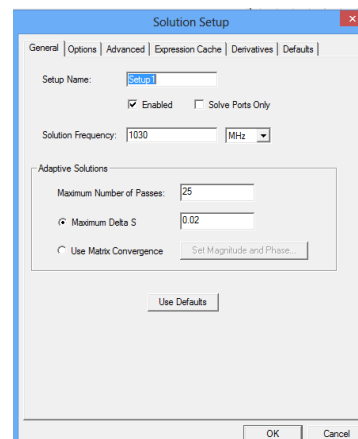 Solution Setup
General Options Advanced Expression Cache Derivatives Defaults
Setup Name: Setup1
Enabled Solve Ports Only
Solution Frequency: 1030 MHz
Adaptive Solutions
Maximum Number of Passes: 25
Maximum Delta S 0.02
Use Matrix Convergence Set Magnitude and Phase...
Use Defaults
OK Cancel